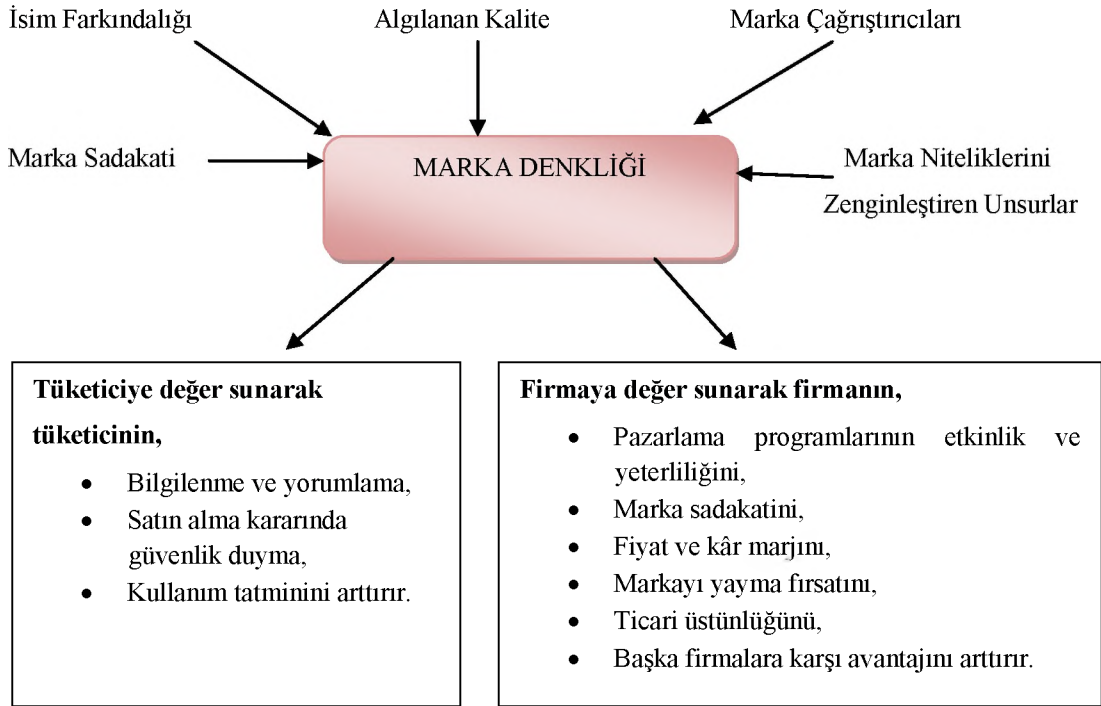 İsim Farkındalığı
Algılanan Kalite
Marka Çağrıştırıcıları
Marka Sadakati
MARKA DENKLİĞİ
Marka Niteliklerini
Zenginleştiren Unsurlar
Tüketiciye değer sunarak
tüketicinin,
• Bilgilenme ve yorumlama,
• Satın alma kararında
güvenlik duyma,
• Kullanım tatminini arttırır.
Firmaya değer sunarak firmanın,
• Pazarlama programlarının etkinlik ve
yeterliliğini,
• Marka sadakatini,
• Fiyat ve kâr marjını,
• Markayı yayma fırsatını,
• Ticari üstünlüğünü,
• Başka firmalara karşı avantajını arttırır.